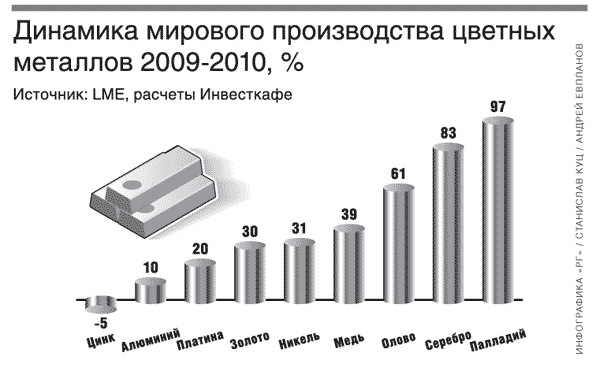 Динамика мирового производства цветных
металлов 2009-2010, %
Источник: LME, расчеты Инвесткафе
97
83
61
39
31
30
20
10
-5
Цинк
Алюминий
Платина
Золото
Никель
Медь
Олово
Серебро
Палладий
ИНФОГРАФИКА «РГ» / СТАНИСЛАВ КУЦ / АНДРЕЙ ЕВПЛАНОВ